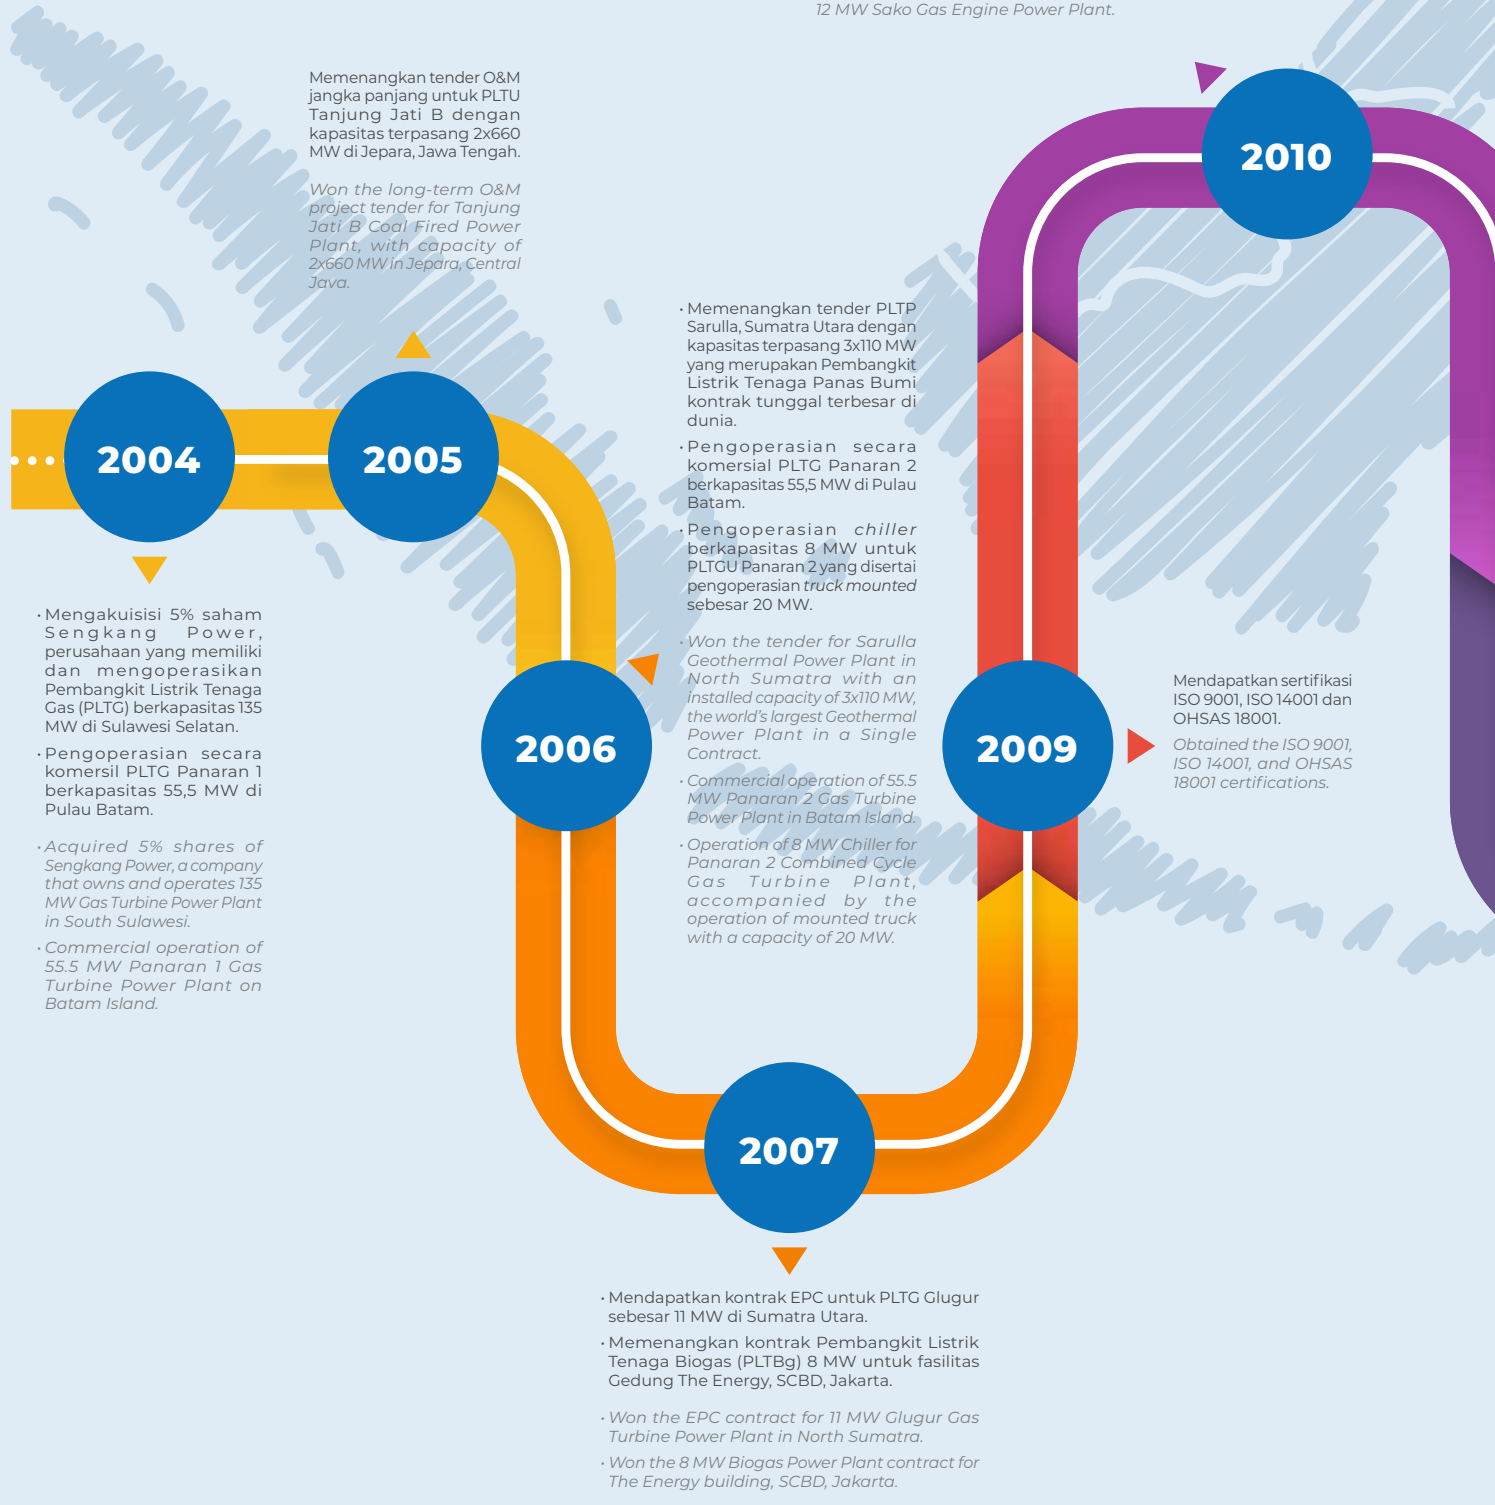 12 MW Sako Gas Engine Power Plant.
Memenangkan tender O&M
jangka panjang untuk PLTU
Tanjung Jati B dengan
kapasitas terpasang 2x660
MW di Jepara, Jawa Tengah.
Won the long-term O&M
project tender for Tanjung
Jati B Coal Fired Power
Plant, with capacity of
2x660 MW in Jepara, Central
Java.
2004
2005
• Mengakuisisi 5% saham
Sengkang Power,
perusahaan yang memiliki
dan mengoperasikan
Pembangkit Listrik Tenaga
Gas (PLTG) berkapasitas 135
MW di Sulawesi Selatan.
• Pengoperasian secara
komersil PLTG Panaran 1
berkapasitas 55,5 MW di
Pulau Batam.
• Acquired 5% shares of
Sengkang Power, a company
that owns and operates 135
MW Gas Turbine Power Plant
in South Sulawesi.
• Commercial operation of
55.5 MW Panaran 1 Gas
Turbine Power Plant on
Batam Island.
2006
• Memenangkan tender PLTP
Sarulla, Sumatra Utara dengan
kapasitas terpasang 3x110 MW
yang merupakan Pembangkit
Listrik Tenaga Panas Bumi
kontrak tunggal terbesar di
dunia.
• Pengoperasian secara
komersial PLTG Panaran 2
berkapasitas 55,5 MW di Pulau
Batam.
• Pengoperasian chiller
berkapasitas 8 MW untuk
PLTGU Panaran 2 yang disertai
pengoperasian truck mounted
sebesar 20 MW.
• Won the tender for Sarulla
Geothermal Power Plant in
North Sumatra with an
installed capacity of 3x110 MW,
the world's largest Geothermal
Power Plant in a Single
Contract.
• Commercial operation of 55.5
MW Panaran 2 Gas Turbine
Power Plant in Batam Island.
• Operation of 8 MW Chiller for
Panaran 2 Combined Cycle
Gas Turbine Plant,
accompanied by the
operation of mounted truck
with a capacity of 20 MW.
2007
• Mendapatkan kontrak EPC untuk PLTG Glugur
sebesar 11 MW di Sumatra Utara.
• Memenangkan kontrak Pembangkit Listrik
Tenaga Biogas (PLTBg) 8 MW untuk fasilitas
Gedung The Energy, SCBD, Jakarta.
• Won the EPC contract for 11 MW Glugur Gas
Turbine Power Plant in North Sumatra.
• Won the 8 MW Biogas Power Plant contract for
The Energy building, SCBD, Jakarta.
2009
Mendapatkan sertifikasi
ISO 9001, ISO 14001 dan
OHSAS 18001.
Obtained the ISO 9001,
ISO 14001, and OHSAS
18001 certifications.
2010